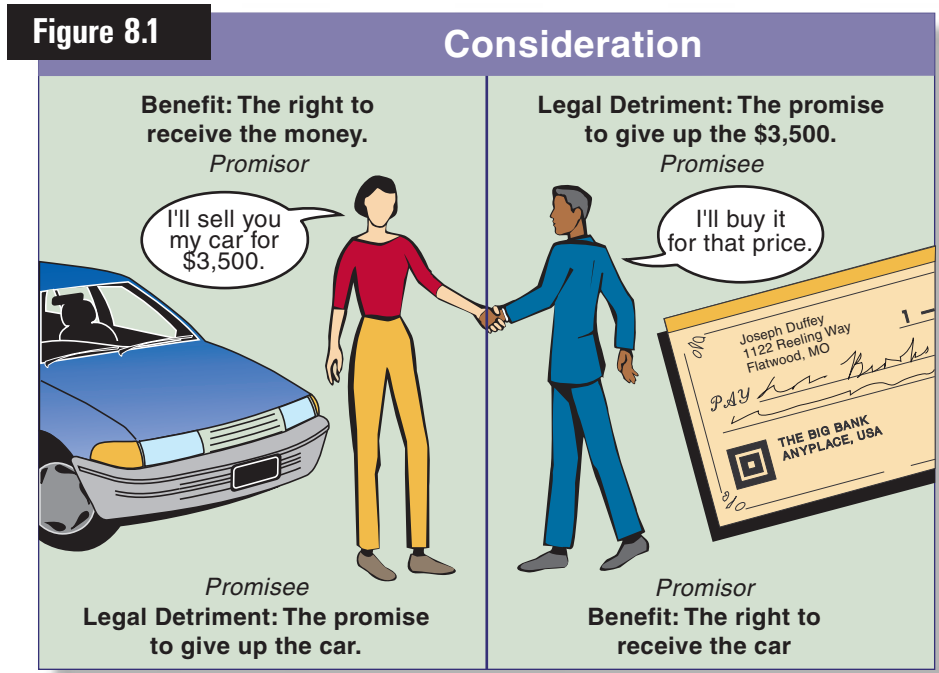 Figure 8.1
Consideration
Benefit: The right to
receive the money.
Promisor
I'll sell you
my car for
$3,500.
Promisee
Legal Detriment: The promise
to give up the car.
Legal Detriment: The promise
to give up the $3,500.
Promisee
I'll buy it
for that price.
Joseph Duffey
1122 Reeling Way
Flatwood, MO
1 –
PAY
THE BIG BANK
ANYPLACE, USA
Promisor
Benefit: The right to
receive the car